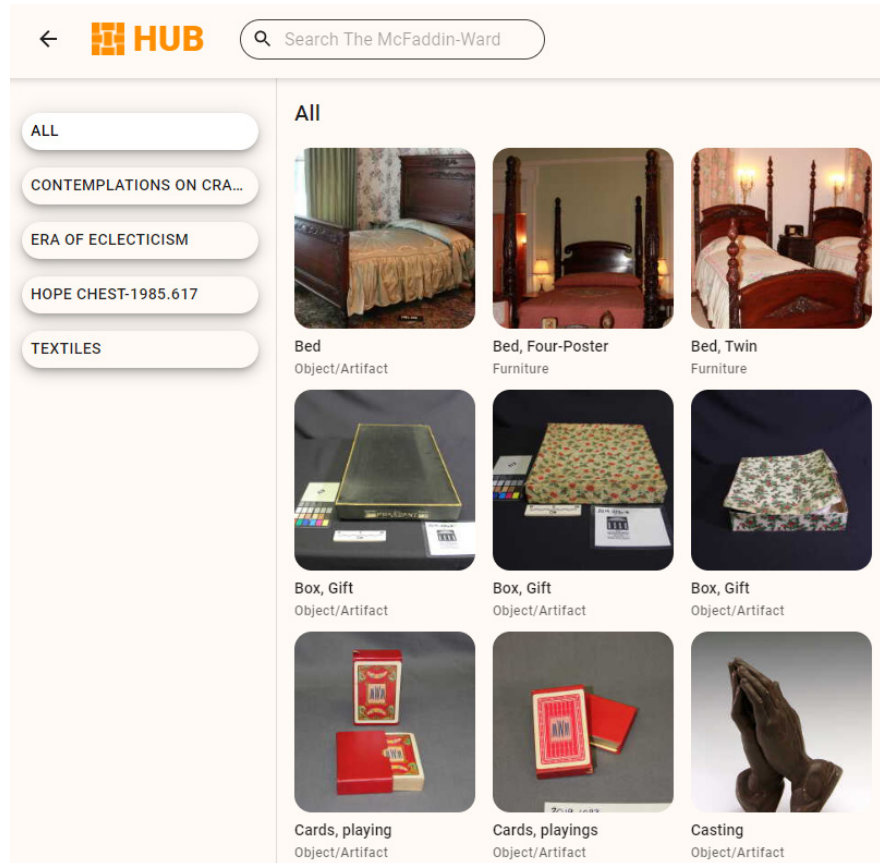 HUB
Search The McFaddin-Ward
ALL
CONTEMPLATIONS ON CRA...
ERA OF ECLECTICISM
HOPE CHEST-1985.617
TEXTILES
All
Bed
Object/Artifact
Bed, Four-Poster
Furniture
Bed, Twin
Furniture
Box, Gift
Object/Artifact
Box, Gift
Object/Artifact
Box, Gift
Object/Artifact
Cards, playing
Object/Artifact
Cards, playings
Object/Artifact
Casting
Object/Artifact